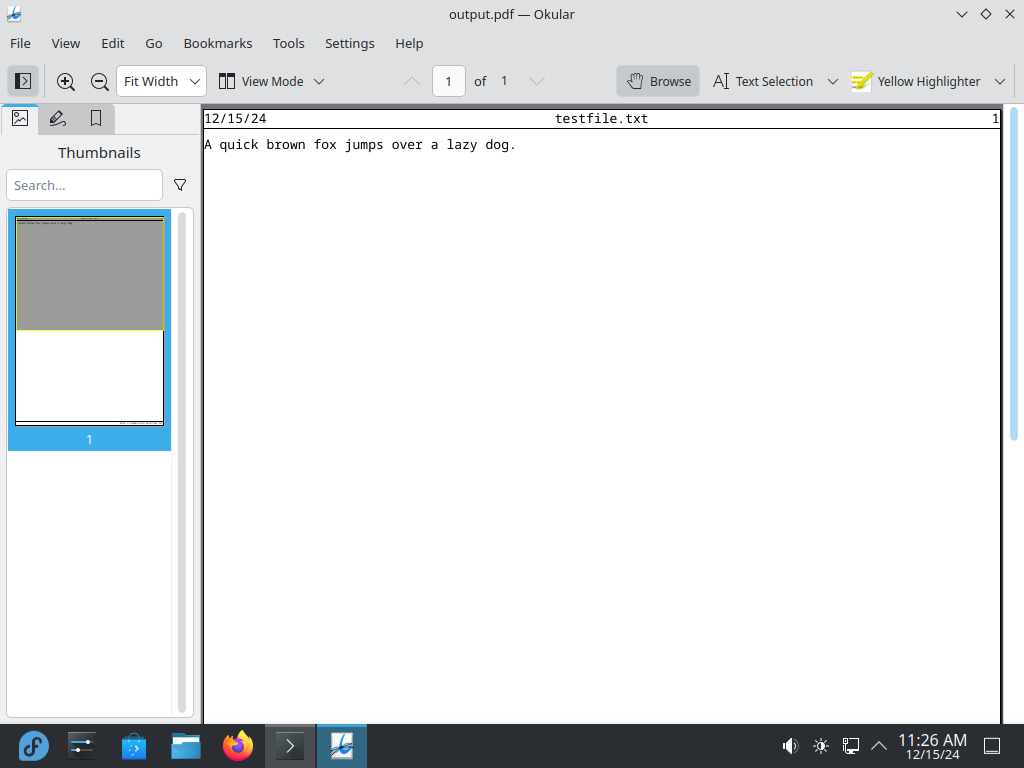 output.pdf — Okular
File View Edit Go Bookmarks Tools Settings Help
Fit Width View Mode 1 of 1 Browse Text Selection Yellow Highlighter
Thumbnails
Search...
1
12/15/24 testfile.txt 1
A quick brown fox jumps over a lazy dog.
11:26 AM
12/15/24